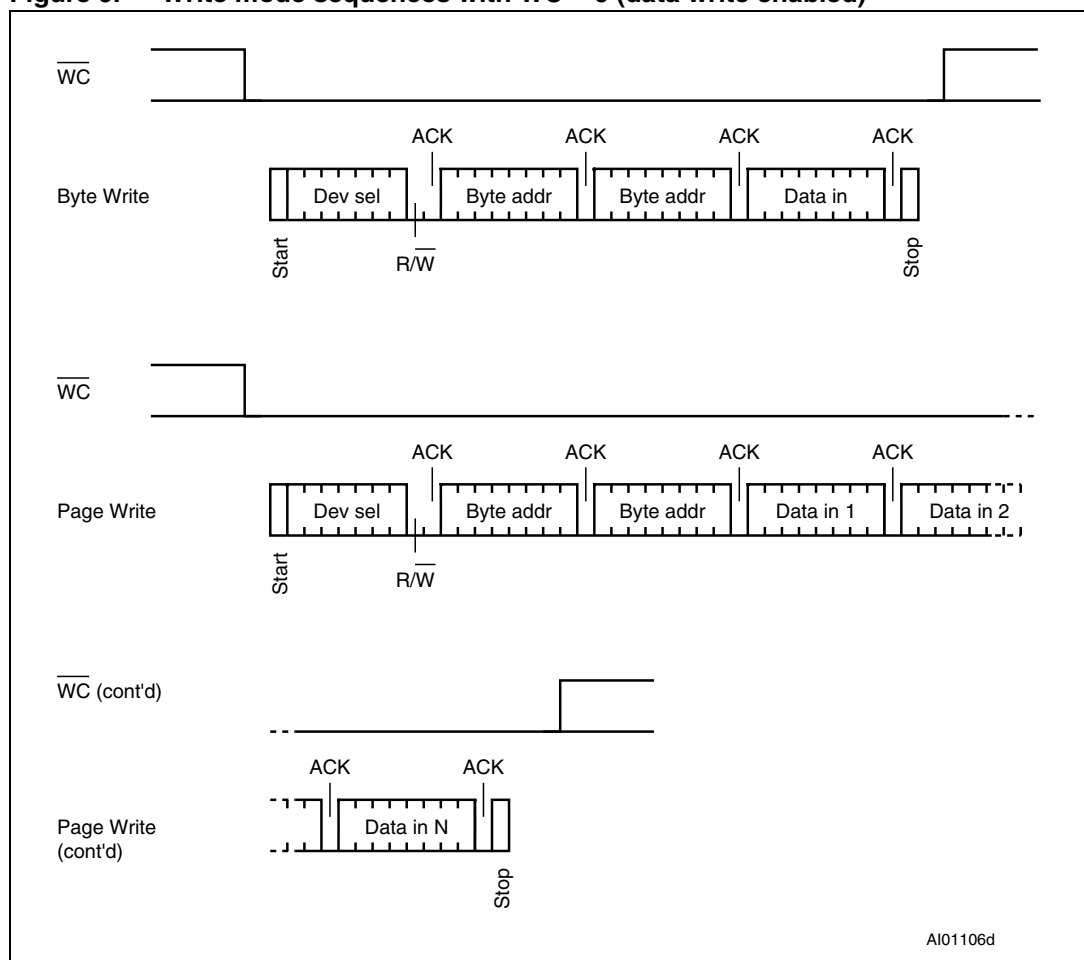 WC
ACK ACK ACK ACK
Byte Write Dev sel Byte addr Byte addr Data in
Start R/W Stop
WC
ACK ACK ACK ACK
Page Write Dev sel Byte addr Byte addr Data in 1 Data in 2
Start R/W
WC (cont'd)
ACK ACK
Page Write Data in N
(cont'd)
Stop
AI01106d